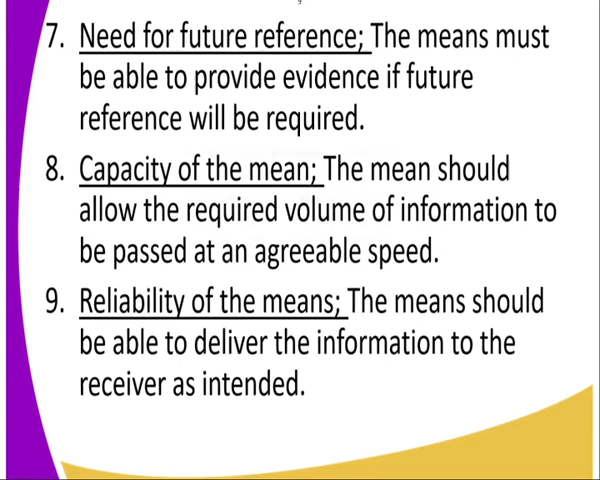 7. Need for future reference; The means must
be able to provide evidence if future
reference will be required.
8. Capacity of the mean; The mean should
allow the required volume of information to
be passed at an agreeable speed.
9. Reliability of the means; The means should
be able to deliver the information to the
receiver as intended.